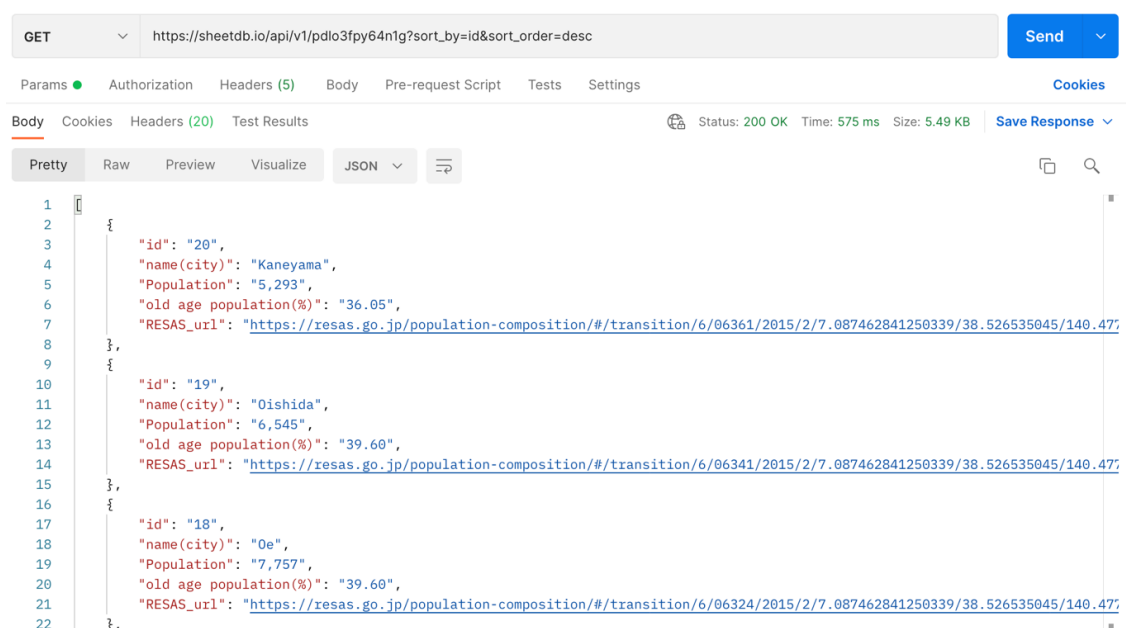 GET https://sheetdb.io/api/v1/pdlo3fpy64n1g?sort_by=id&sort_order=desc Send
Params Authorization Headers (5) Body Pre-request Script Tests Settings Cookies
Body Cookies Headers (20) Test Results Status: 200 OK Time: 575 ms Size: 5.49 KB Save Response
Pretty Raw Preview Visualize JSON
1 [
2 {
3 "id": "20",
4 "name(city)": "Kaneyama",
5 "Population": "5,293",
6 "old age population(%)": "36.05",
7 "RESAS_url": "https://resas.go.jp/population-composition/#/transition/6/06361/2015/2/7.087462841250339/38.526535045/140.477
8 },
9 {
10 "id": "19",
11 "name(city)": "Oishida",
12 "Population": "6,545",
13 "old age population(%)": "39.60",
14 "RESAS_url": "https://resas.go.jp/population-composition/#/transition/6/06341/2015/2/7.087462841250339/38.526535045/140.477
15 },
16 {
17 "id": "18",
18 "name(city)": "Oe",
19 "Population": "7,757",
20 "old age population(%)": "39.60",
21 "RESAS_url": "https://resas.go.jp/population-composition/#/transition/6/06324/2015/2/7.087462841250339/38.526535045/140.477
22 },